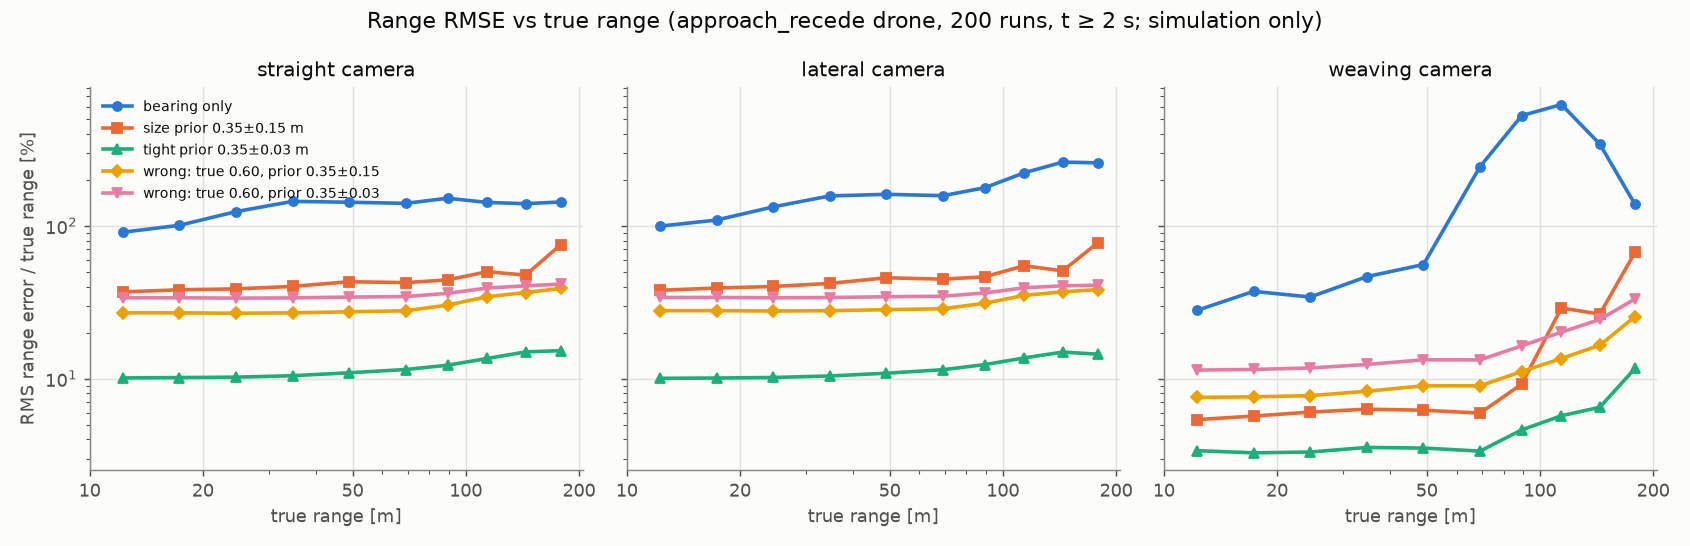 Range RMSE vs true range (approach_recede drone, 200 runs, t ≥ 2 s; simulation only)
straight camera
lateral camera
weaving camera
RMS range error / true range [%]
10²
10¹
bearing only
size prior 0.35±0.15 m
tight prior 0.35±0.03 m
wrong: true 0.60, prior 0.35±0.15
wrong: true 0.60, prior 0.35±0.03
10 20 50 100 200
10 20 50 100 200
10 20 50 100 200
true range [m]
true range [m]
true range [m]